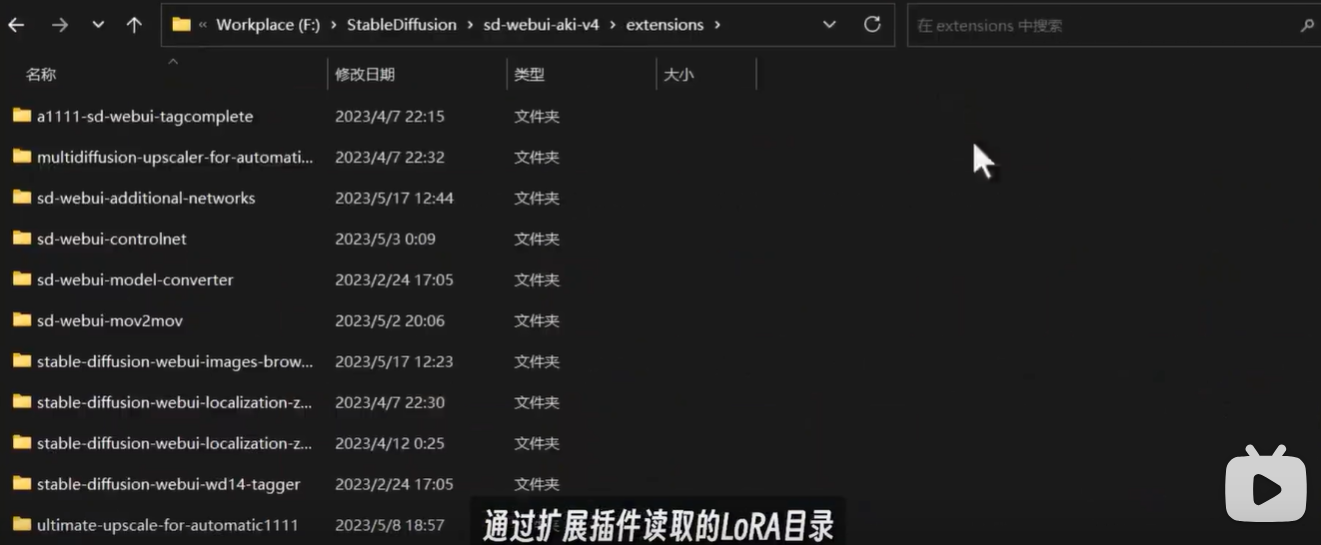 « Workplace (F:) › StableDiffusion › sd-webui-aki-v4 › extensions ›
在 extensions 中搜索
名称 修改日期 类型 大小
a1111-sd-webui-tagcomplete 2023/4/7 22:15 文件夹
multidiffusion-upscaler-for-automati... 2023/4/7 22:32 文件夹
sd-webui-additional-networks 2023/5/17 12:44 文件夹
sd-webui-controlnet 2023/5/3 0:09 文件夹
sd-webui-model-converter 2023/2/24 17:05 文件夹
sd-webui-mov2mov 2023/5/2 20:06 文件夹
stable-diffusion-webui-images-brow... 2023/5/17 12:23 文件夹
stable-diffusion-webui-localization-z... 2023/4/7 22:30 文件夹
stable-diffusion-webui-localization-z... 2023/4/12 0:25 文件夹
stable-diffusion-webui-wd14-tagger 2023/2/24 17:05 文件夹
ultimate-upscale-for-automatic1111 2023/5/8 18:57
通过扩展插件读取的LoRA目录